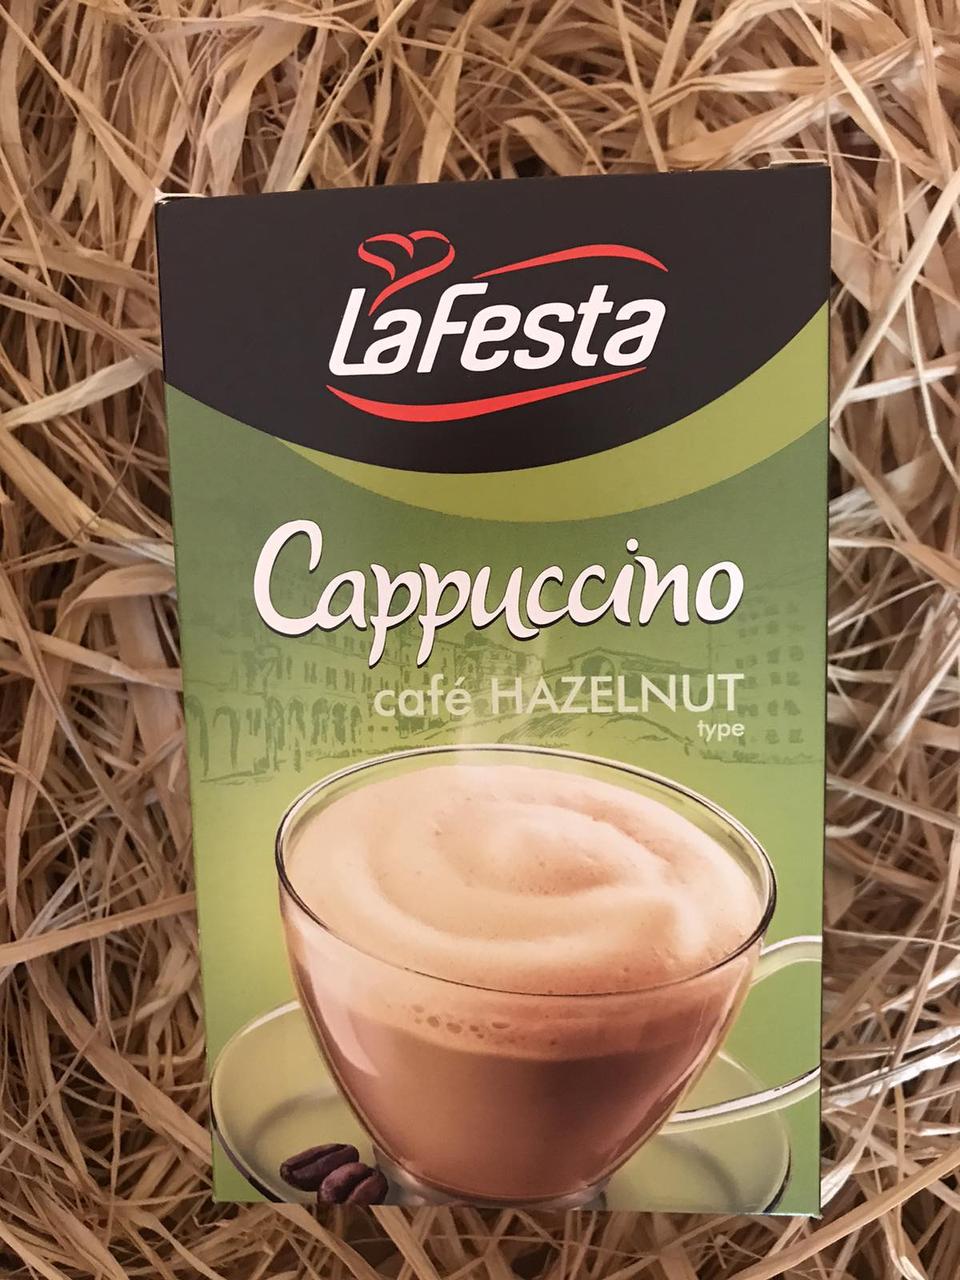 LaFesta
Cappuccino
café HAZELNUT
type